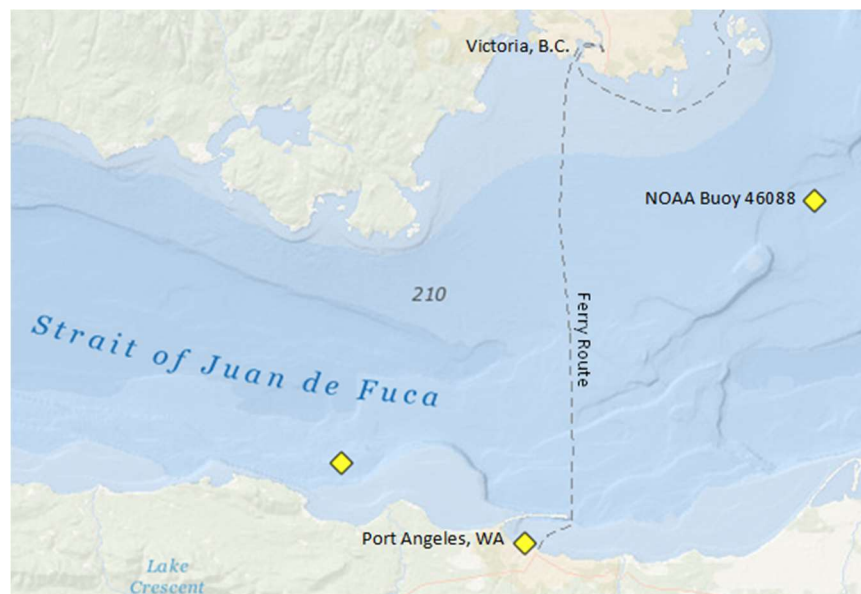 Victoria, B.C.
NOAA Buoy 46088
210
Ferry Route
Strait of Juan de Fuca
Port Angeles, WA
Lake
Crescent